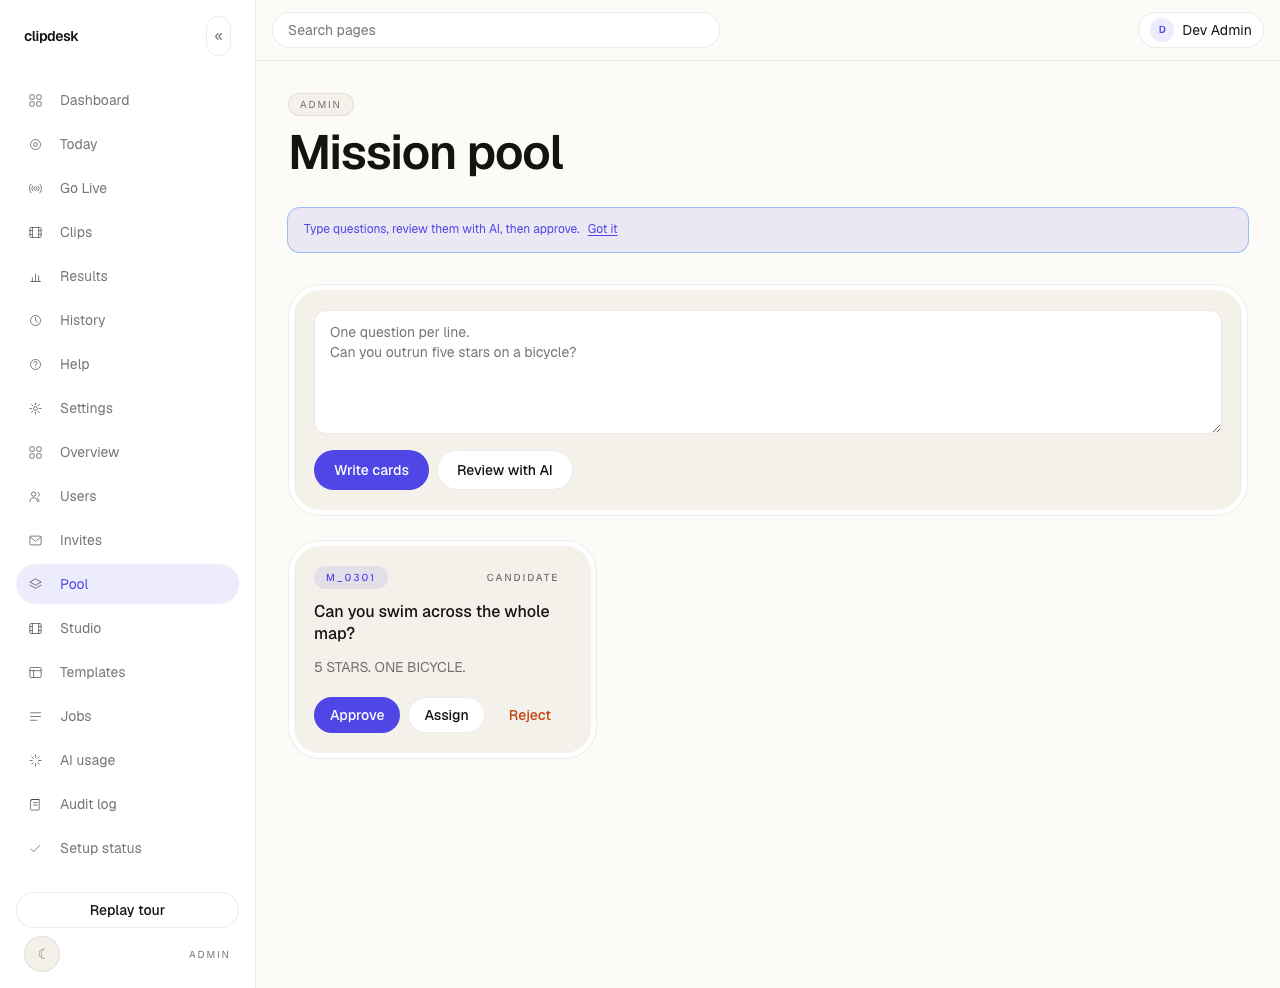 clipdesk
«
Dashboard
Today
Go Live
Clips
Results
History
Help
Settings
Overview
Users
Invites
Pool
Studio
Templates
Jobs
AI usage
Audit log
Setup status
Replay tour
ADMIN
Search pages
D Dev Admin
ADMIN
Mission pool
Type questions, review them with AI, then approve. Got it
One question per line.
Can you outrun five stars on a bicycle?
Write cards Review with AI
M_0301 CANDIDATE
Can you swim across the whole
map?
5 STARS. ONE BICYCLE.
Approve Assign Reject